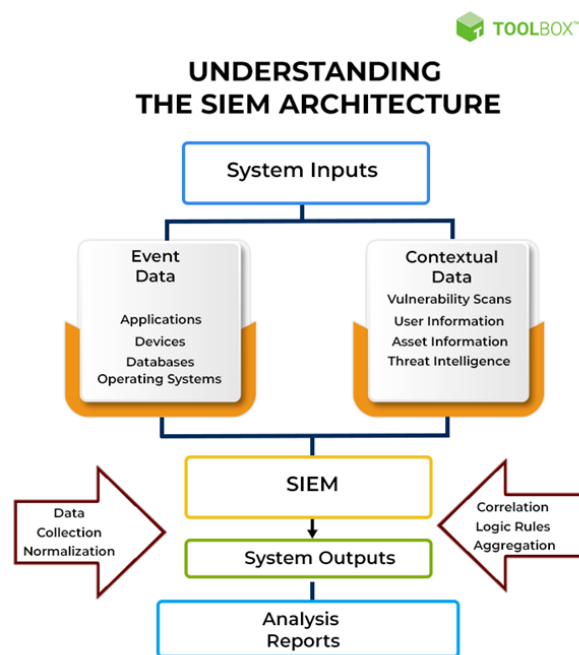 TOOLBOX™
UNDERSTANDING
THE SIEM ARCHITECTURE
System Inputs
Event
Data
Applications
Devices
Databases
Operating Systems
Contextual
Data
Vulnerability Scans
User Information
Asset Information
Threat Intelligence
SIEM
Data
Collection
Normalization
Correlation
Logic Rules
Aggregation
System Outputs
Analysis
Reports